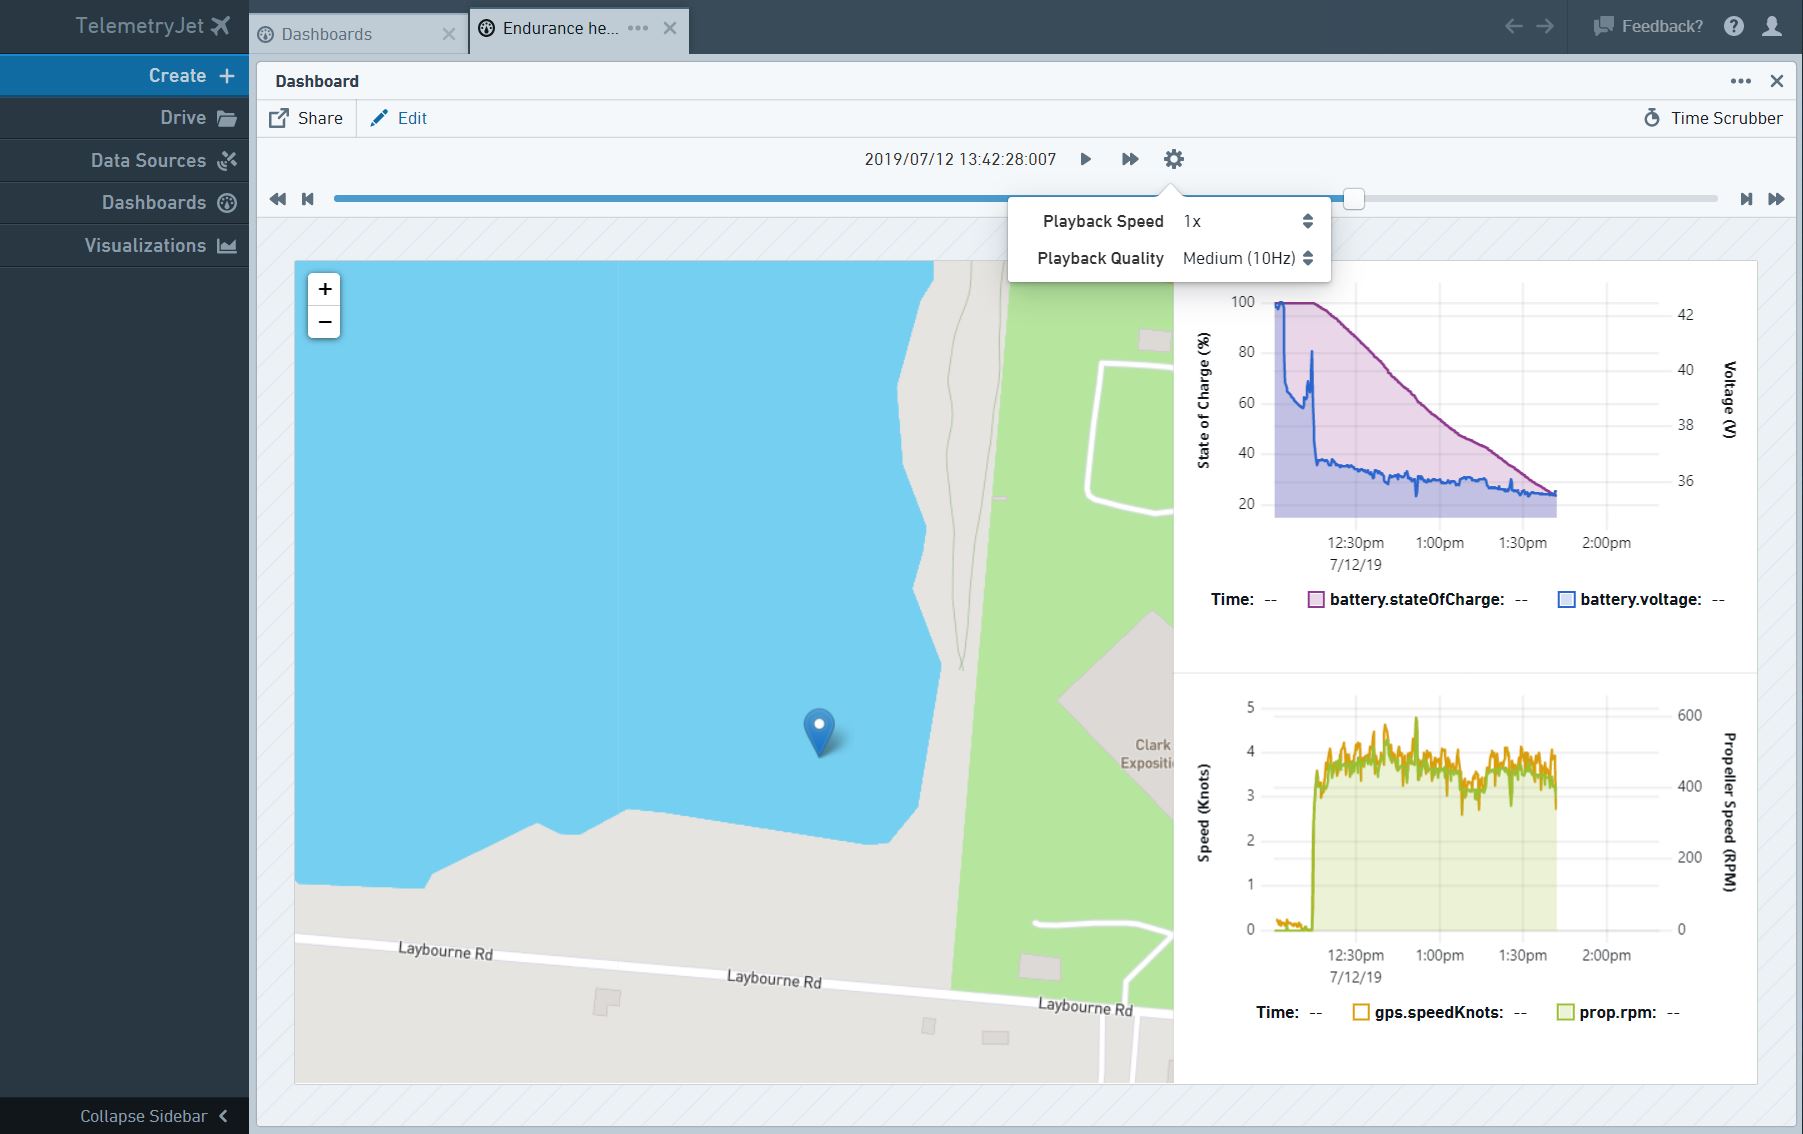 TelemetryJet
Dashboards
Endurance he...
Feedback?
Create
Drive
Data Sources
Dashboards
Visualizations
Collapse Sidebar
Dashboard
Share
Edit
Time Scrubber
2019/07/12 13:42:28:007
Playback Speed 1x
Playback Quality Medium (10Hz)
+
−
Clark
Expositi
Laybourne Rd
Laybourne Rd
Laybourne Rd
State of Charge (%)
100
80
60
40
20
42
40
38
36
Voltage (V)
12:30pm 1:00pm 1:30pm 2:00pm
7/12/19
Time: -- battery.stateOfCharge: -- battery.voltage: --
Speed (Knots)
5
4
3
2
1
0
600
400
200
0
Propeller Speed (RPM)
12:30pm 1:00pm 1:30pm 2:00pm
7/12/19
Time: -- gps.speedKnots: -- prop.rpm: --